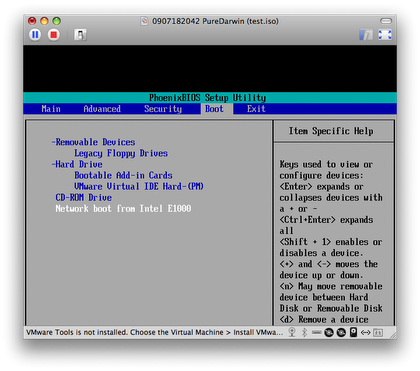 0907182042 PureDarwin (test.iso)
PhoenixBIOS Setup Utility
Main Advanced Security Boot Exit
-Removable Devices
Legacy Floppy Drives
-Hard Drive
Bootable Add-in Cards
VMware Virtual IDE Hard-(PM)
CD-ROM Drive
Network boot from Intel E1000
Item Specific Help
Keys used to view or
configure devices:
<Enter> expands or
collapses devices with
a + or -
<Ctrl+Enter> expands
all
<Shift + 1> enables or
disables a device.
<+> and <-> moves the
device up or down.
<n> May move removable
device between Hard
Disk or Removable Disk
<d> Remove a device
VMware Tools is not installed. Choose the Virtual Machine > Install VMwa...